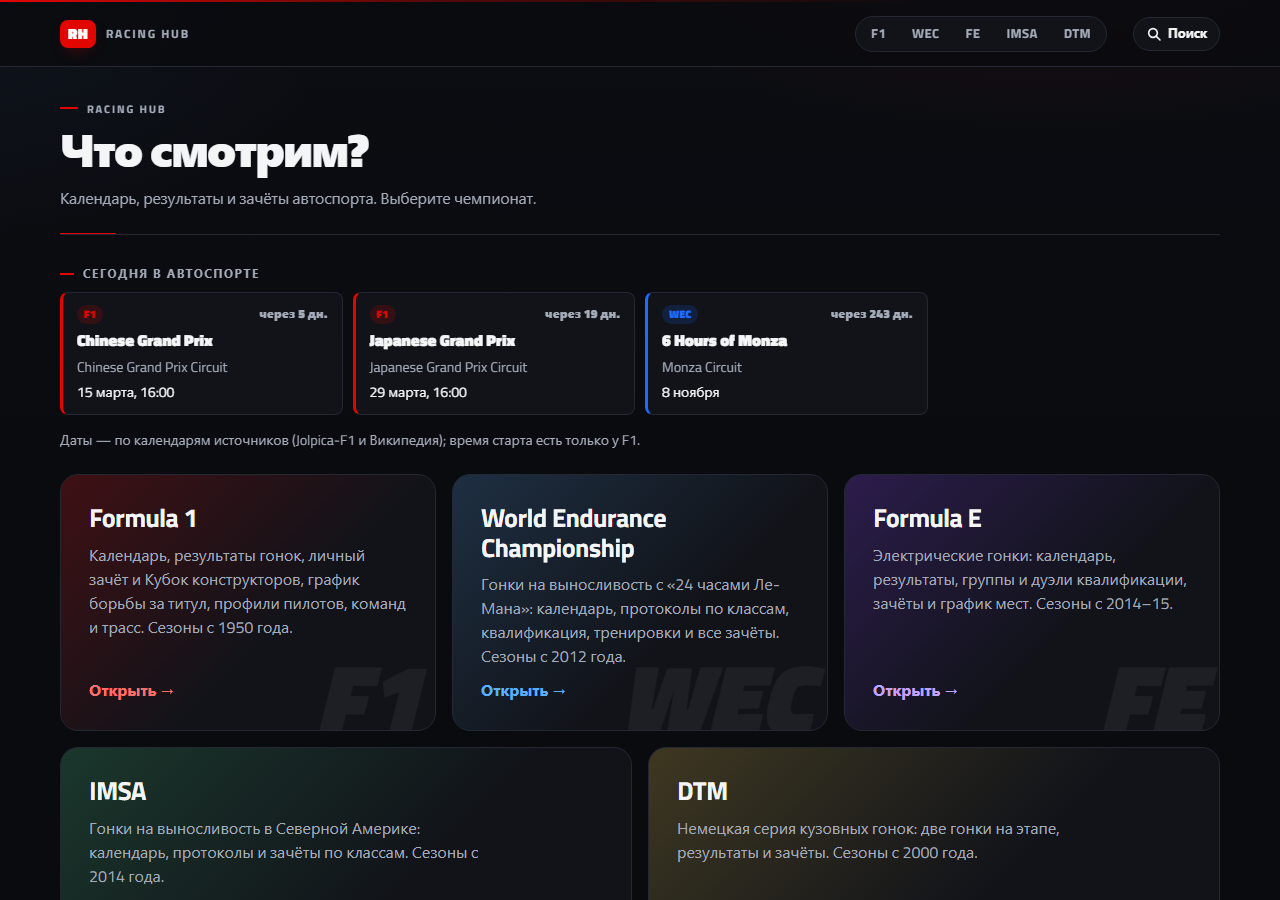 RH RACING HUB F1 WEC FE IMSA DTM Поиск
RACING HUB
Что смотрим?
Календарь, результаты и зачёты автоспорта. Выберите чемпионат.
СЕГОДНЯ В АВТОСПОРТЕ
F1 через 5 дн.
Chinese Grand Prix
Chinese Grand Prix Circuit
15 марта, 16:00
F1 через 19 дн.
Japanese Grand Prix
Japanese Grand Prix Circuit
29 марта, 16:00
WEC через 243 дн.
6 Hours of Monza
Monza Circuit
8 ноября
Даты — по календарям источников (Jolpica-F1 и Википедия); время старта есть только у F1.
Formula 1
Календарь, результаты гонок, личный
зачёт и Кубок конструкторов, график
борьбы за титул, профили пилотов, команд
и трасс. Сезоны с 1950 года.
Открыть →
F1
World Endurance
Championship
Гонки на выносливость с «24 часами Ле-
Мана»: календарь, протоколы по классам,
квалификация, тренировки и все зачёты.
Сезоны с 2012 года.
Открыть →
WEC
Formula E
Электрические гонки: календарь,
результаты, группы и дуэли квалификации,
зачёты и график мест. Сезоны с 2014–15.
Открыть →
FE
IMSA
Гонки на выносливость в Северной Америке:
календарь, протоколы и зачёты по классам. Сезоны с
2014 года.
DTM
Немецкая серия кузовных гонок: две гонки на этапе,
результаты и зачёты. Сезоны с 2000 года.